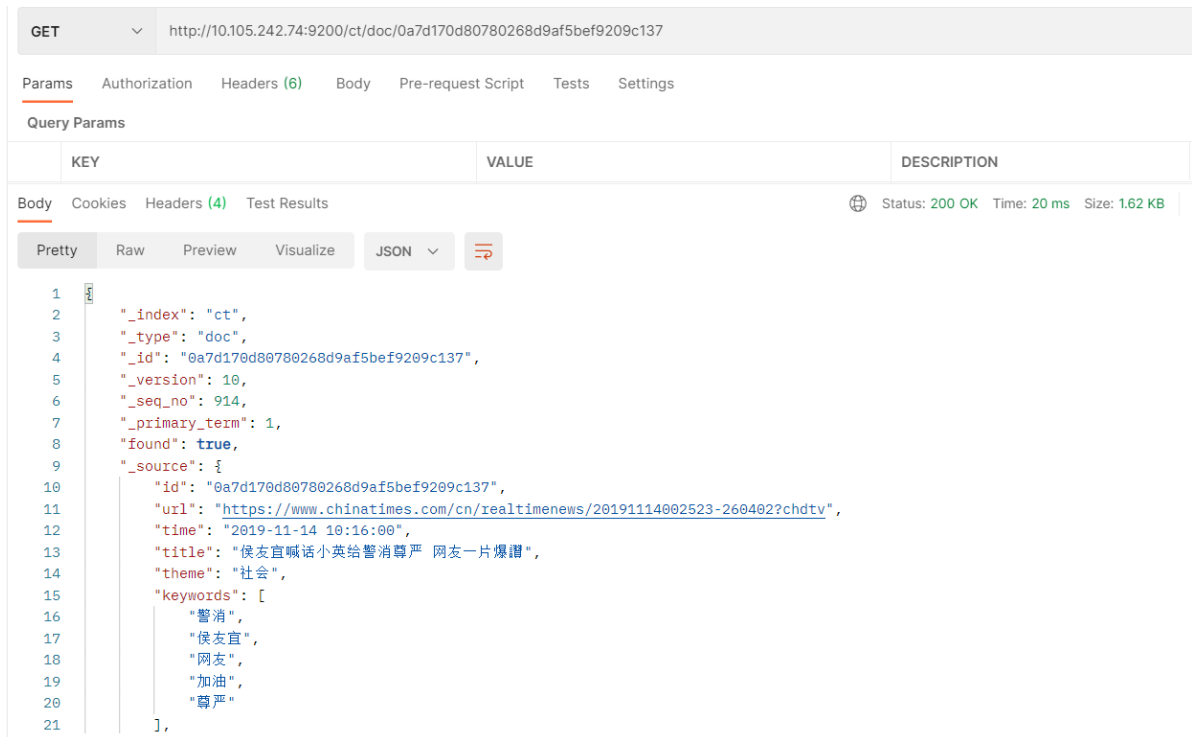 GET http://10.105.242.74:9200/ct/doc/0a7d170d80780268d9af5bef9209c137
Params Authorization Headers (6) Body Pre-request Script Tests Settings
Query Params
KEY VALUE DESCRIPTION
Body Cookies Headers (4) Test Results Status: 200 OK Time: 20 ms Size: 1.62 KB
Pretty Raw Preview Visualize JSON
1 {
2 "_index": "ct",
3 "_type": "doc",
4 "_id": "0a7d170d80780268d9af5bef9209c137",
5 "_version": 10,
6 "_seq_no": 914,
7 "_primary_term": 1,
8 "found": true,
9 "_source": {
10 "id": "0a7d170d80780268d9af5bef9209c137",
11 "url": "https://www.chinatimes.com/cn/realtimenews/20191114002523-260402?chdtv",
12 "time": "2019-11-14 10:16:00",
13 "title": "侯友宜喊话小英给警消尊严 网友一片爆讚",
14 "theme": "社会",
15 "keywords": [
16 "警消",
17 "侯友宜",
18 "网友",
19 "加油",
20 "尊严"
21 ],